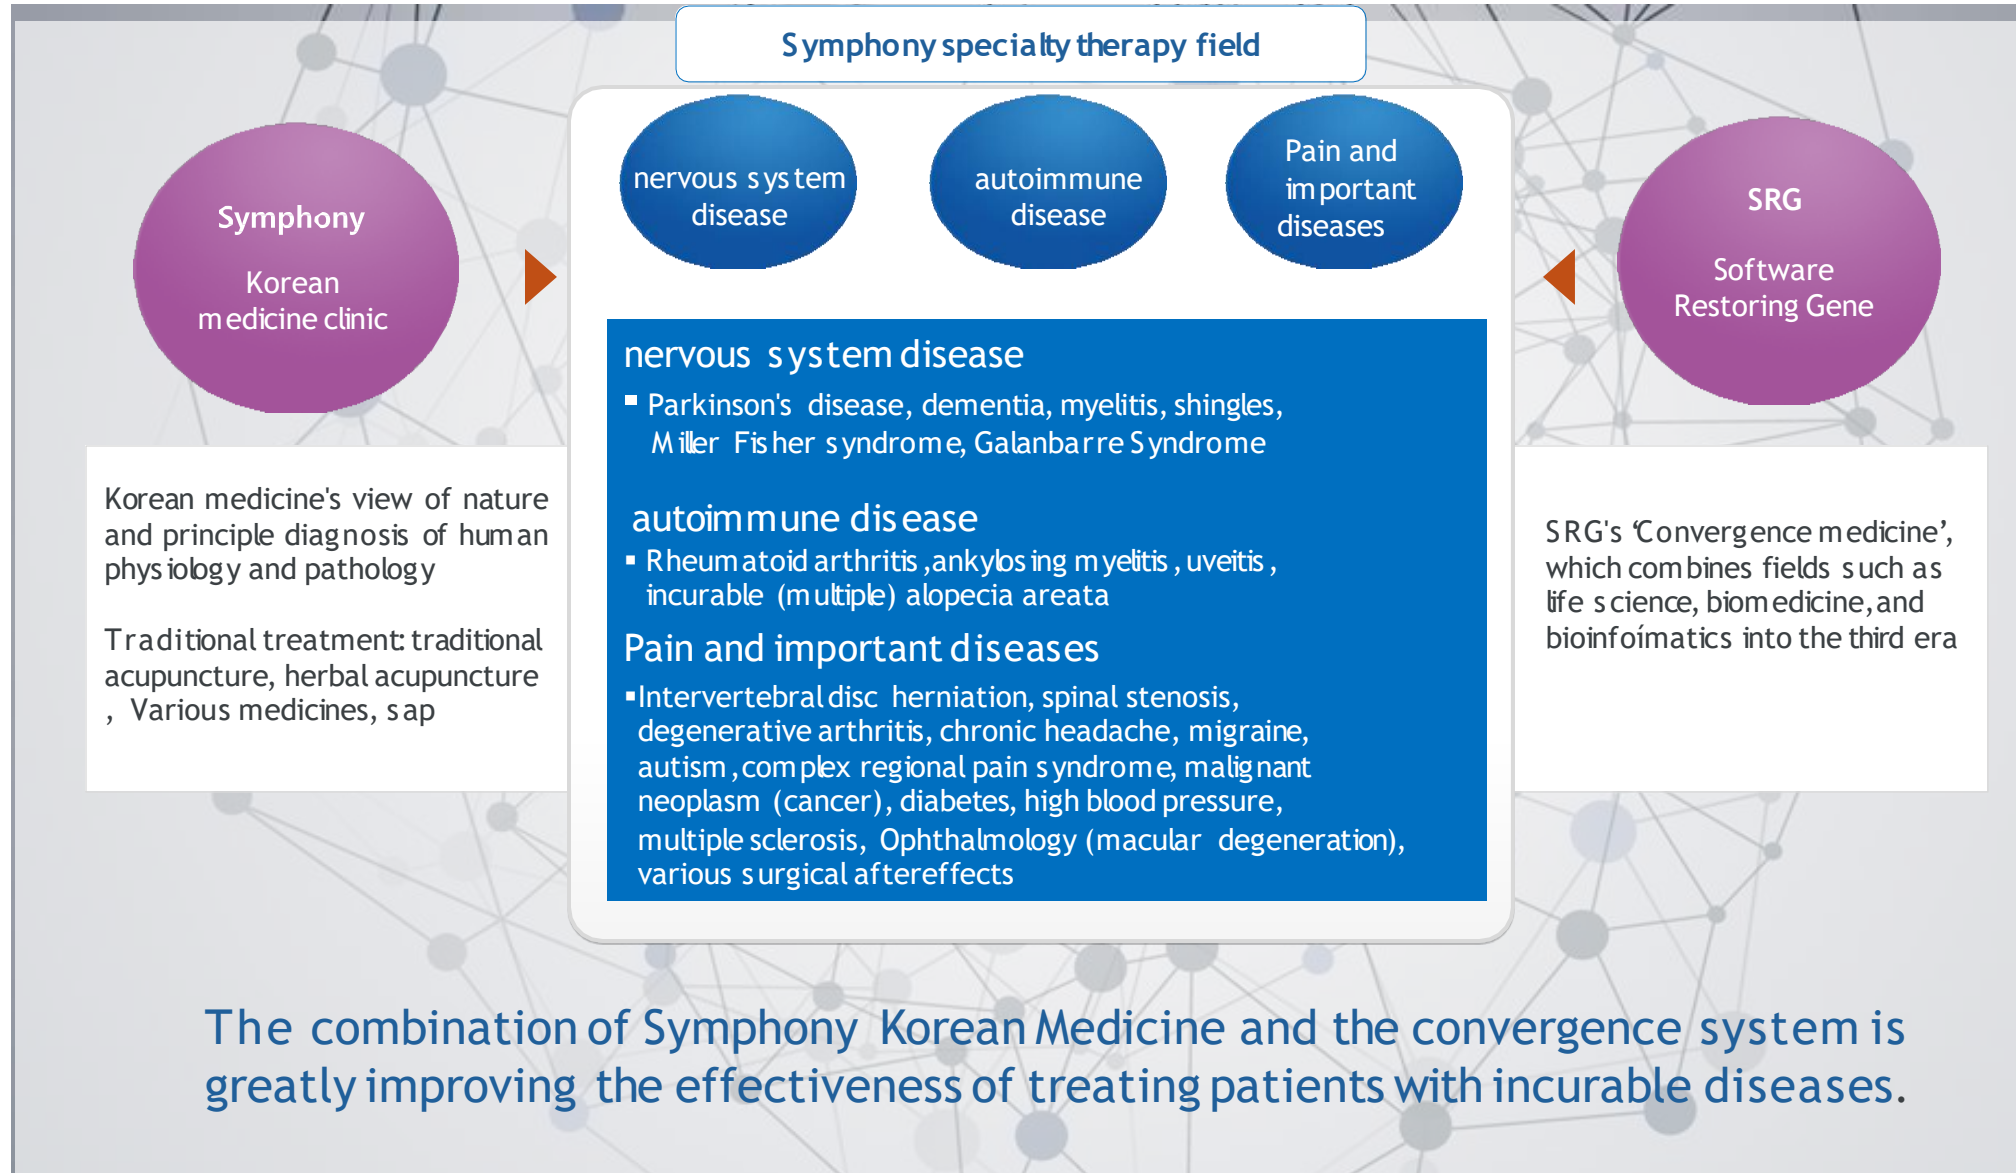 Symphony specialty therapy field
nervous system
disease
autoimmune
disease
Pain and
important
diseases
Symphony
Korean
medicine clinic
SRG
Software
Restoring Gene
Korean medicine's view of nature
and principle diagnosis of human
physiology and pathology
Traditional treatment: traditional
acupuncture, herbal acupuncture
, Various medicines, sap
nervous system disease
▪ Parkinson's disease, dementia, myelitis, shingles,
Miller Fisher syndrome, Galanbarre Syndrome
autoimmune disease
▪ Rheumatoid arthritis, ankylosing myelitis, uveitis,
incurable (multiple) alopecia areata
Pain and important diseases
▪Intervertebral disc herniation, spinal stenosis,
degenerative arthritis, chronic headache, migraine,
autism, complex regional pain syndrome, malignant
neoplasm (cancer), diabetes, high blood pressure,
multiple sclerosis, Ophthalmology (macular degeneration),
various surgical aftereffects
SRG's ‘Convergence medicine’,
which combines fields such as
life science, biomedicine, and
bioinfoímatics into the third era
The combination of Symphony Korean Medicine and the convergence system is
greatly improving the effectiveness of treating patients with incurable diseases.